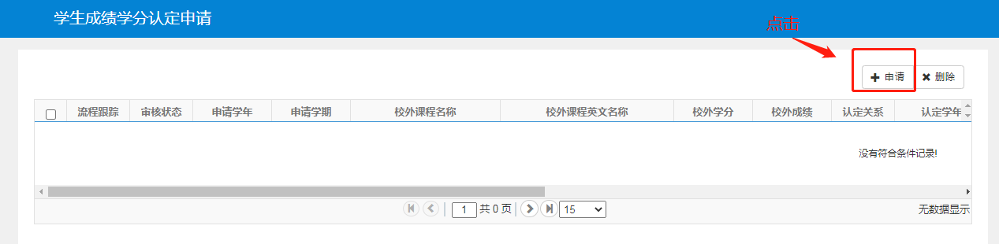 学生成绩学分认定申请
点击
申请 删除
流程跟踪 审核状态 申请学年 申请学期 校外课程名称 校外课程英文名称 校外学分 校外成绩 认定关系 认定学年
没有符合条件记录!
1 共 0 页 15 无数据显示